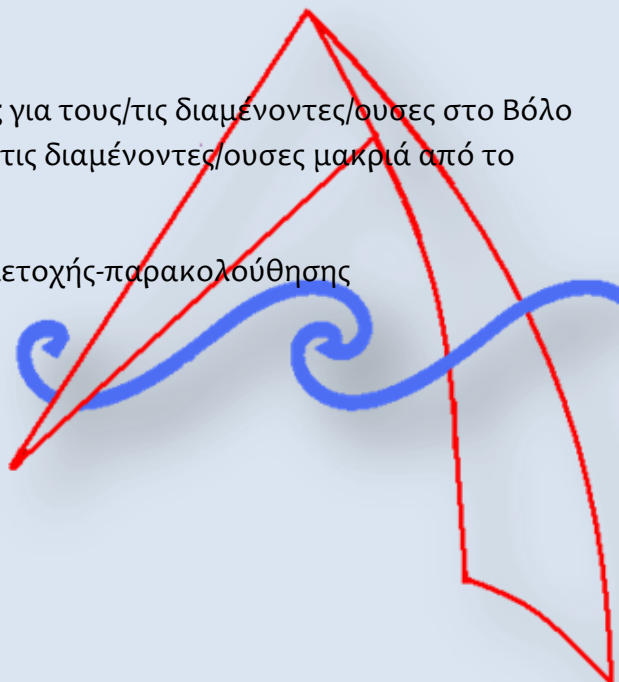 για τους/τις διαμένοντες/ουσες στο Βόλο
τις διαμένοντες/ουσες μακριά από το
ετοχής-παρακολούθησης